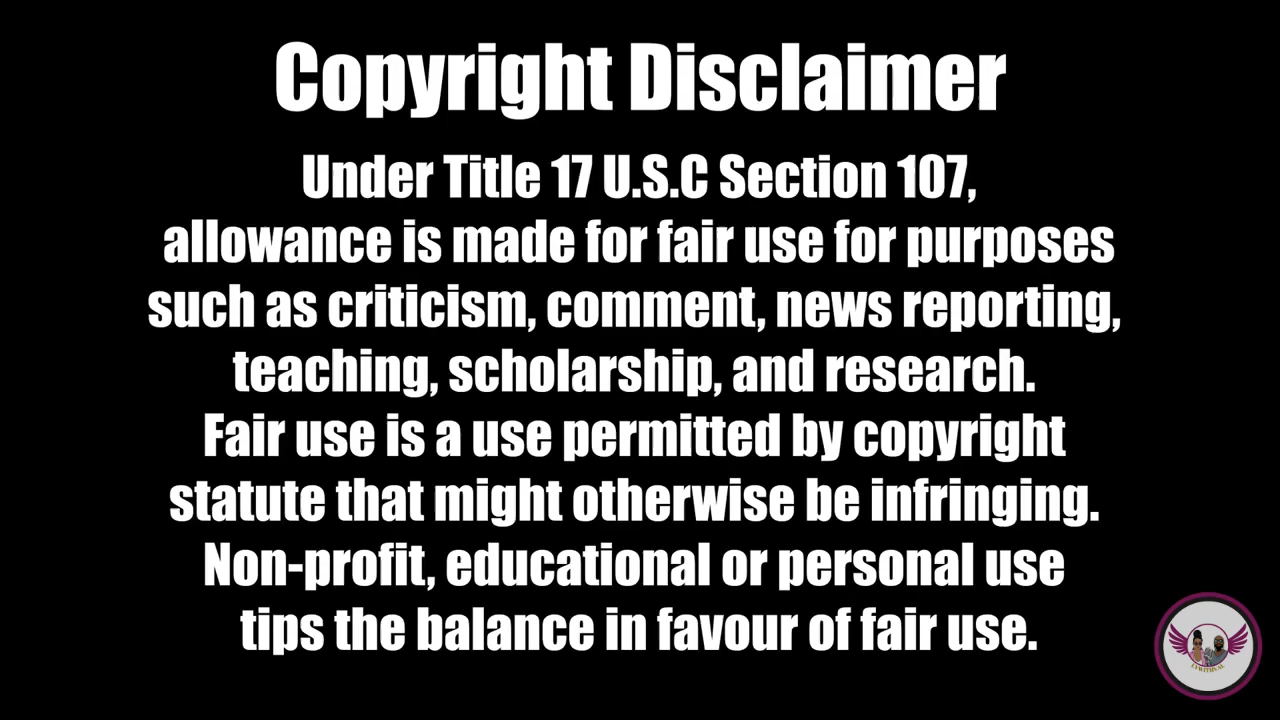 Copyright Disclaimer
Under Title 17 U.S.C Section 107,
allowance is made for fair use for purposes
such as criticism, comment, news reporting,
teaching, scholarship, and research.
Fair use is a use permitted by copyright
statute that might otherwise be infringing.
Non-profit, educational or personal use
tips the balance in favour of fair use.